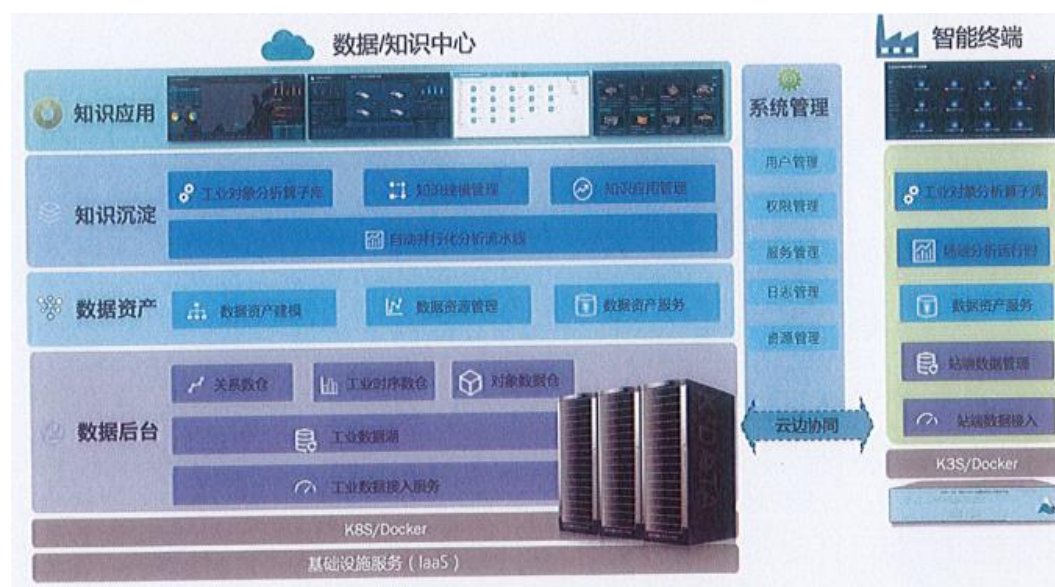 数据/知识中心
智能终端
知识应用
知识沉淀
工业对象分析算子库
知识建模管理
知识应用管理
自动并行化分析流水线
数据资产
数据资产建模
数据资源管理
数据资产服务
数据后台
关系数仓
工业时序数仓
对象数据仓
工业数据湖
工业数据接入服务
K8S/Docker
基础设施服务（IaaS）
系统管理
用户管理
权限管理
服务管理
日志管理
资源管理
云边协同
工业对象分析算子库
数据资产服务
站端数据管理
站端数据接入
K3S/Docker